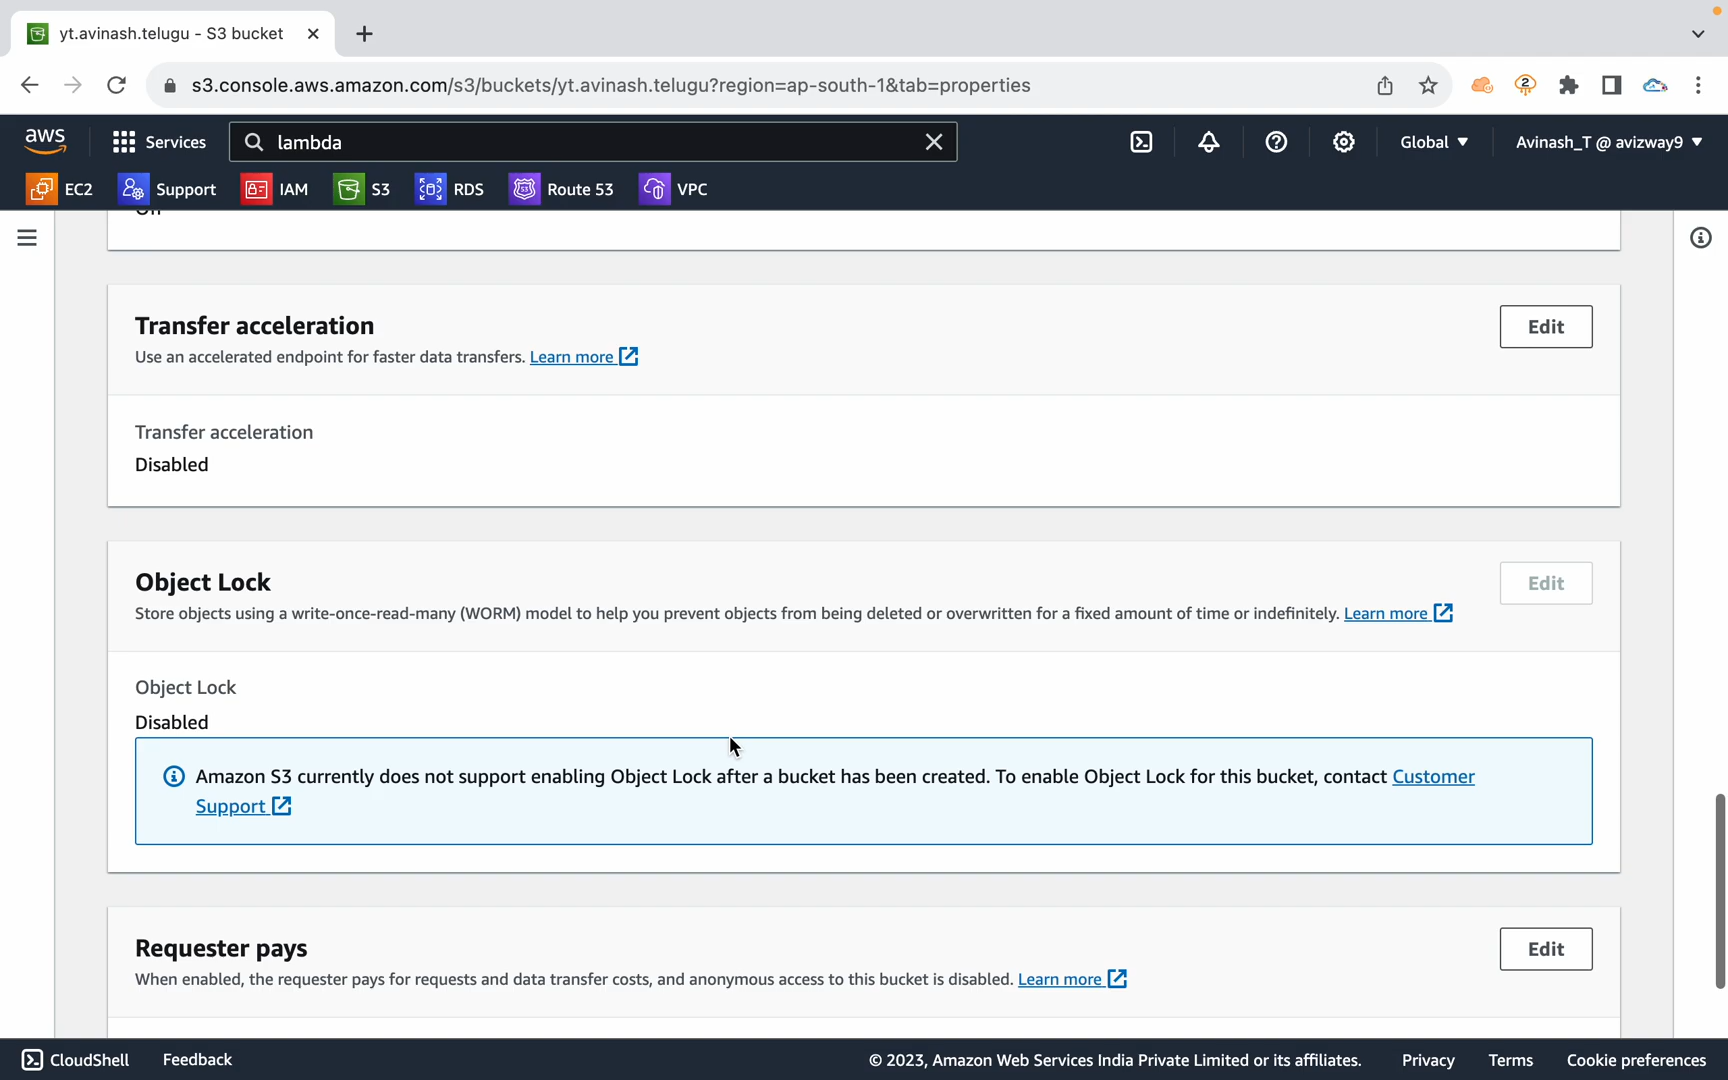 yt.avinash.telugu - S3 bucket
s3.console.aws.amazon.com/s3/buckets/yt.avinash.telugu?region=ap-south-1&tab=properties
2
aws
Services
lambda
Global
Avinash_T @ avizway9
EC2
Support
IAM
S3
RDS
Route 53
VPC
Off
Transfer acceleration
Edit
Use an accelerated endpoint for faster data transfers. Learn more
Transfer acceleration
Disabled
Object Lock
Edit
Store objects using a write-once-read-many (WORM) model to help you prevent objects from being deleted or overwritten for a fixed amount of time or indefinitely. Learn more
Object Lock
Disabled
Amazon S3 currently does not support enabling Object Lock after a bucket has been created. To enable Object Lock for this bucket, contact Customer
Support
Requester pays
Edit
When enabled, the requester pays for requests and data transfer costs, and anonymous access to this bucket is disabled. Learn more
CloudShell
Feedback
© 2023, Amazon Web Services India Private Limited or its affiliates.
Privacy
Terms
Cookie preferences